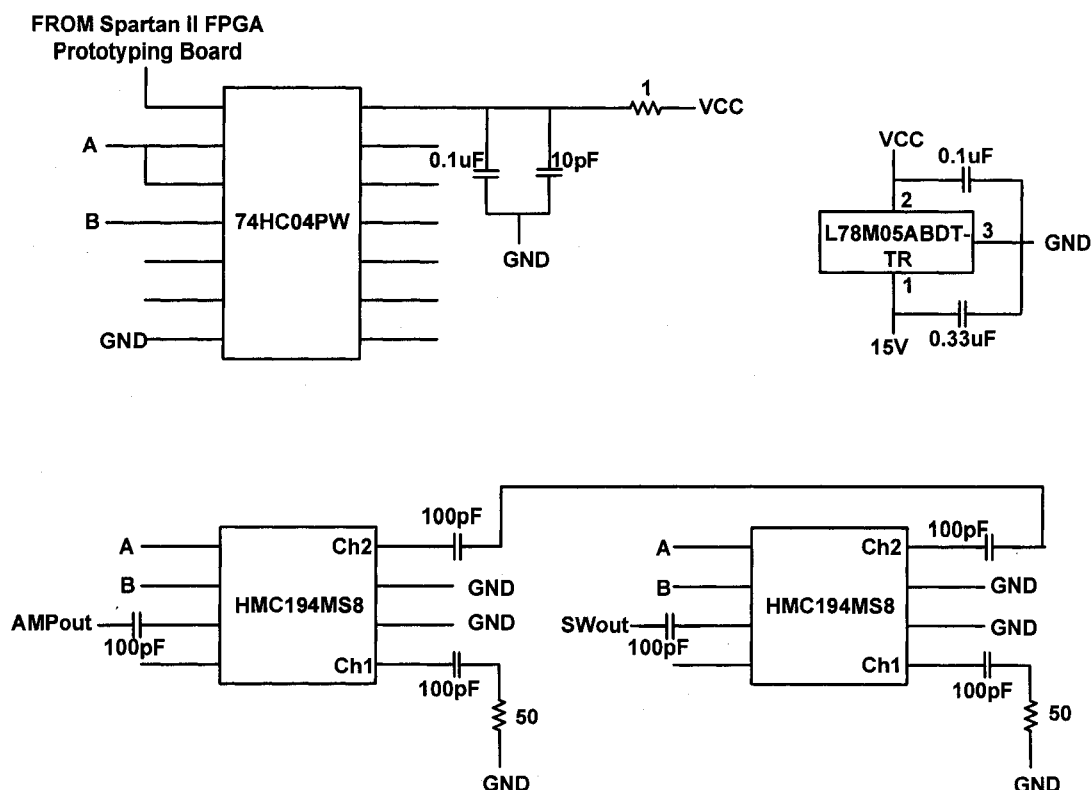 FROM Spartan II FPGA
Prototyping Board
1
VCC
A
0.1uF
10pF
B
74HC04PW
GND
GND
VCC
0.1uF
2
L78M05ABDT-
TR
3
GND
1
15V
0.33uF
100pF
A
Ch2
B
GND
HMC194MS8
AMPout
GND
100pF
Ch1
100pF
50
GND
100pF
A
Ch2
B
GND
HMC194MS8
SWout
GND
100pF
Ch1
100pF
50
GND